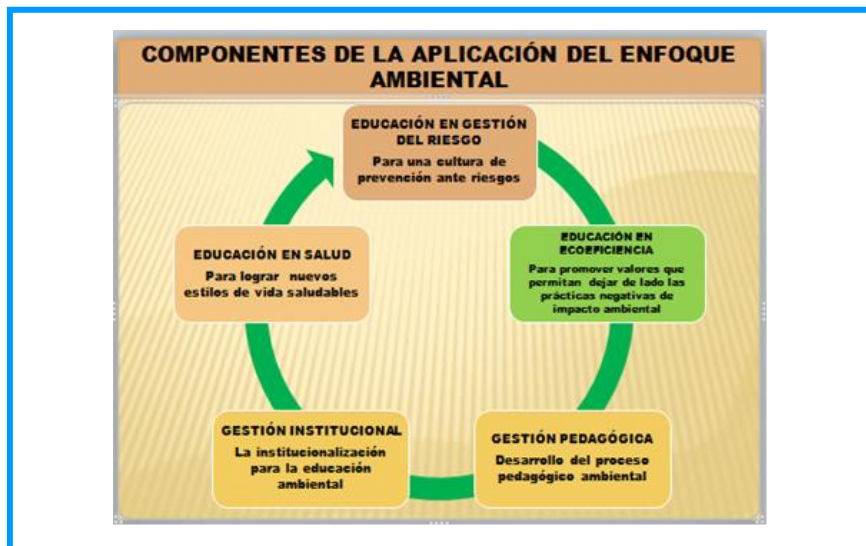 COMPONENTES DE LA APLICACIÓN DEL ENFOQUE
AMBIENTAL
EDUCACIÓN EN GESTIÓN
DEL RIESGO
Para una cultura de
prevención ante riesgos
EDUCACIÓN EN
ECOEFICIENCIA
Para promover valores que
permitan dejar de lado las
prácticas negativas de
impacto ambiental
GESTIÓN PEDAGÓGICA
Desarrollo del proceso
pedagógico ambiental
GESTIÓN INSTITUCIONAL
La institucionalización
para la educación
ambiental
EDUCACIÓN EN SALUD
Para lograr nuevos
estilos de vida saludables